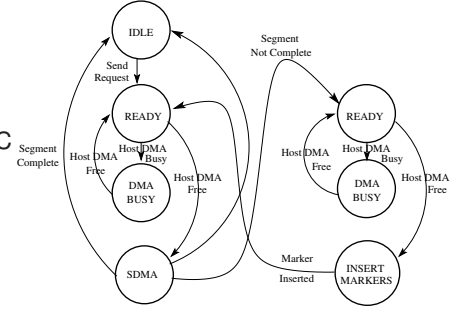 IDLE
Send
Request
READY
Host DMA
Busy
Host DMA
Free
DMA
BUSY
Host DMA
Free
Segment
Complete
SDMA
C
Segment
Not Complete
READY
Host DMA
Busy
Host DMA
Free
DMA
BUSY
Host DMA
Free
Marker
Inserted
INSERT
MARKERS